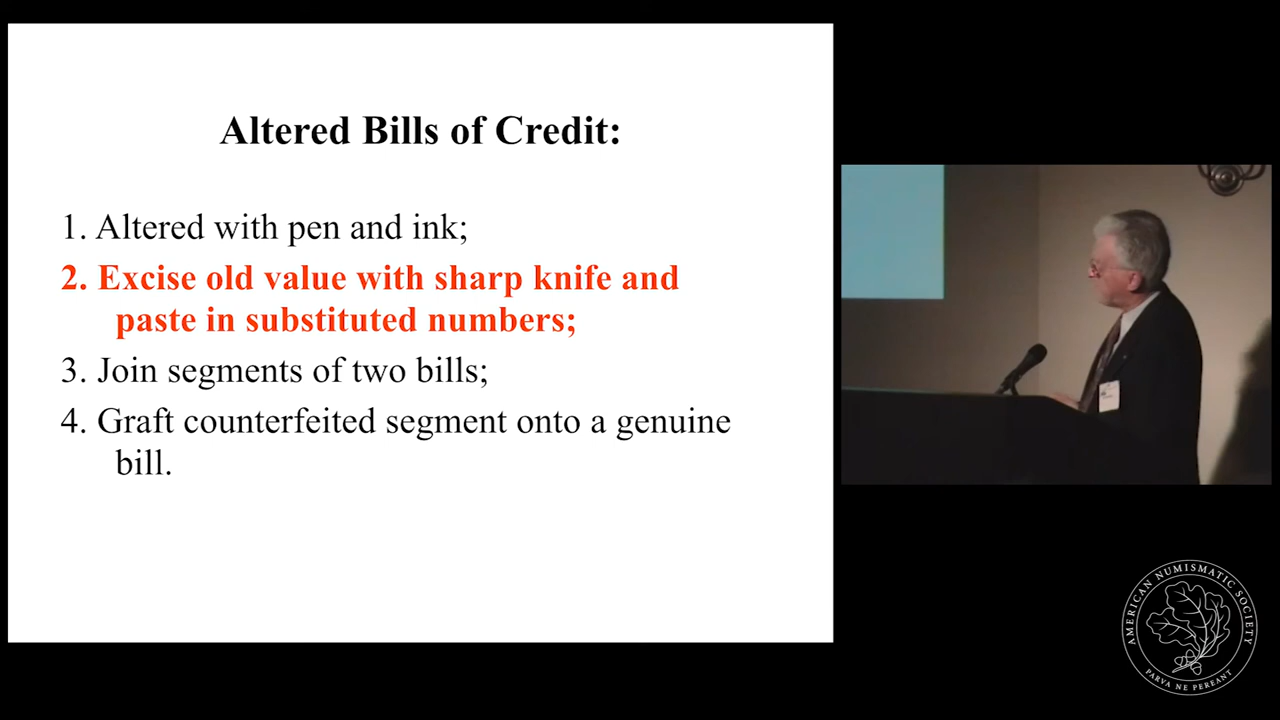 Altered Bills of Credit:
1. Altered with pen and ink;
2. Excise old value with sharp knife and
paste in substituted numbers;
3. Join segments of two bills;
4. Graft counterfeited segment onto a genuine
bill.
AMERICAN NUMISMATIC SOCIETY
PARVA NE PEREANT